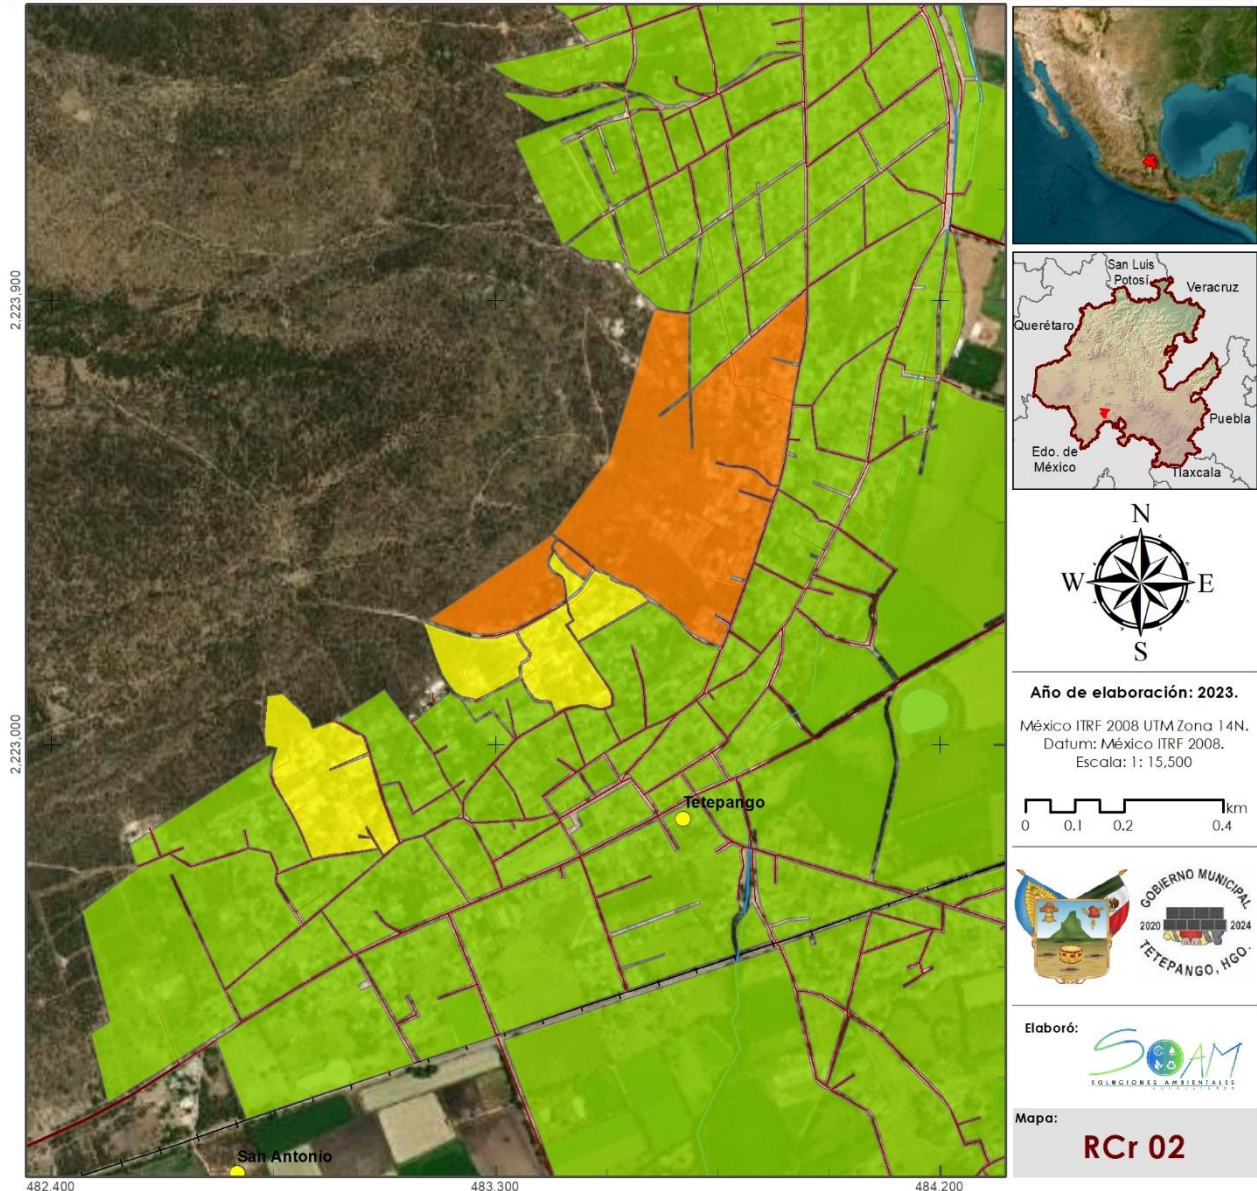 2,223,900
2,223,000
482.400
483.300
484.200
Tetepango
San Antonio
San Luis
Potosí
Veracruz
Querétaro
Puebla
Edo. de
México
Tlaxcala
N
W
E
S
Año de elaboración: 2023.
México ITRF 2008 UTM Zona 14N.
Datum: México ITRF 2008.
Escala: 1: 15,500
km
0 0.1 0.2 0.4
GOBIERNO MUNICIPAL
2020 2024
TETEPANGO, HGO.
Elaboró:
SOAM
SOLUCIONES AMBIENTALES
Mapa:
RCr 02